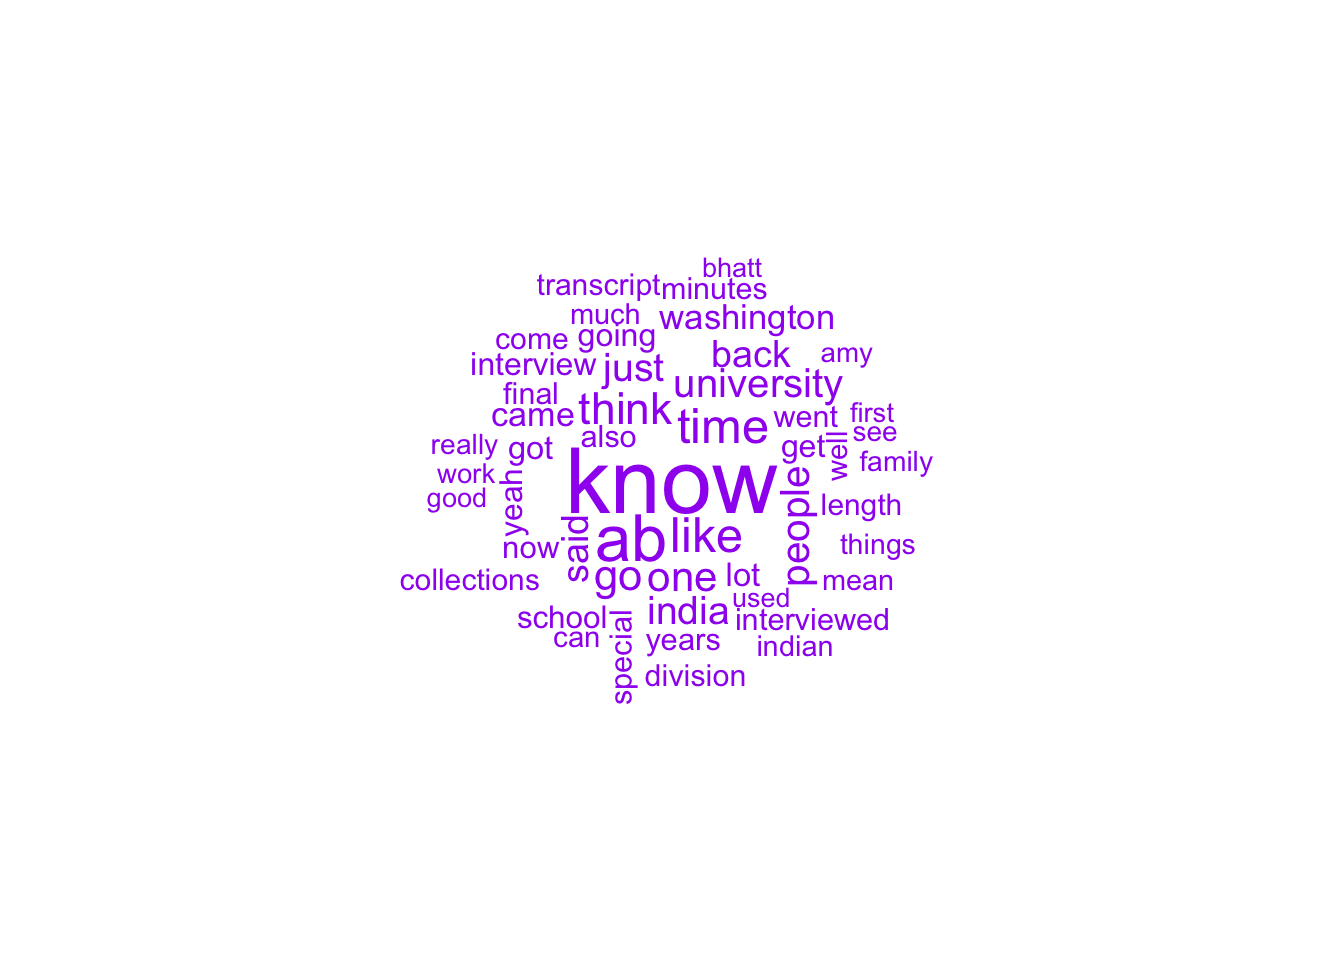 bhatt
transcript
minutes
much
washington
come
going
back
amy
interview
just
university
final
came
think
time
went
first
really
got
also
get
well
see
family
work
know
good
yeah
people
length
now
said
ab
like
things
collections
go
one
lot
mean
school
india
used
interviewed
can
special
years
indian
division